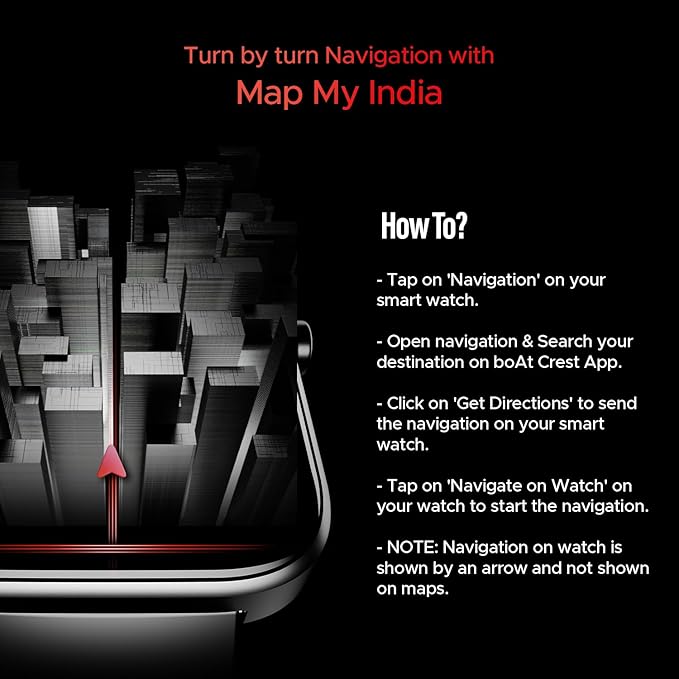 Turn by turn Navigation with
Map My India
How To?
- Tap on 'Navigation' on your
smart watch.
- Open navigation & Search your
destination on boAt Crest App.
- Click on 'Get Directions' to send
the navigation on your smart
watch.
- Tap on 'Navigate on Watch' on
your watch to start the navigation.
- NOTE: Navigation on watch is
shown by an arrow and not shown
on maps.